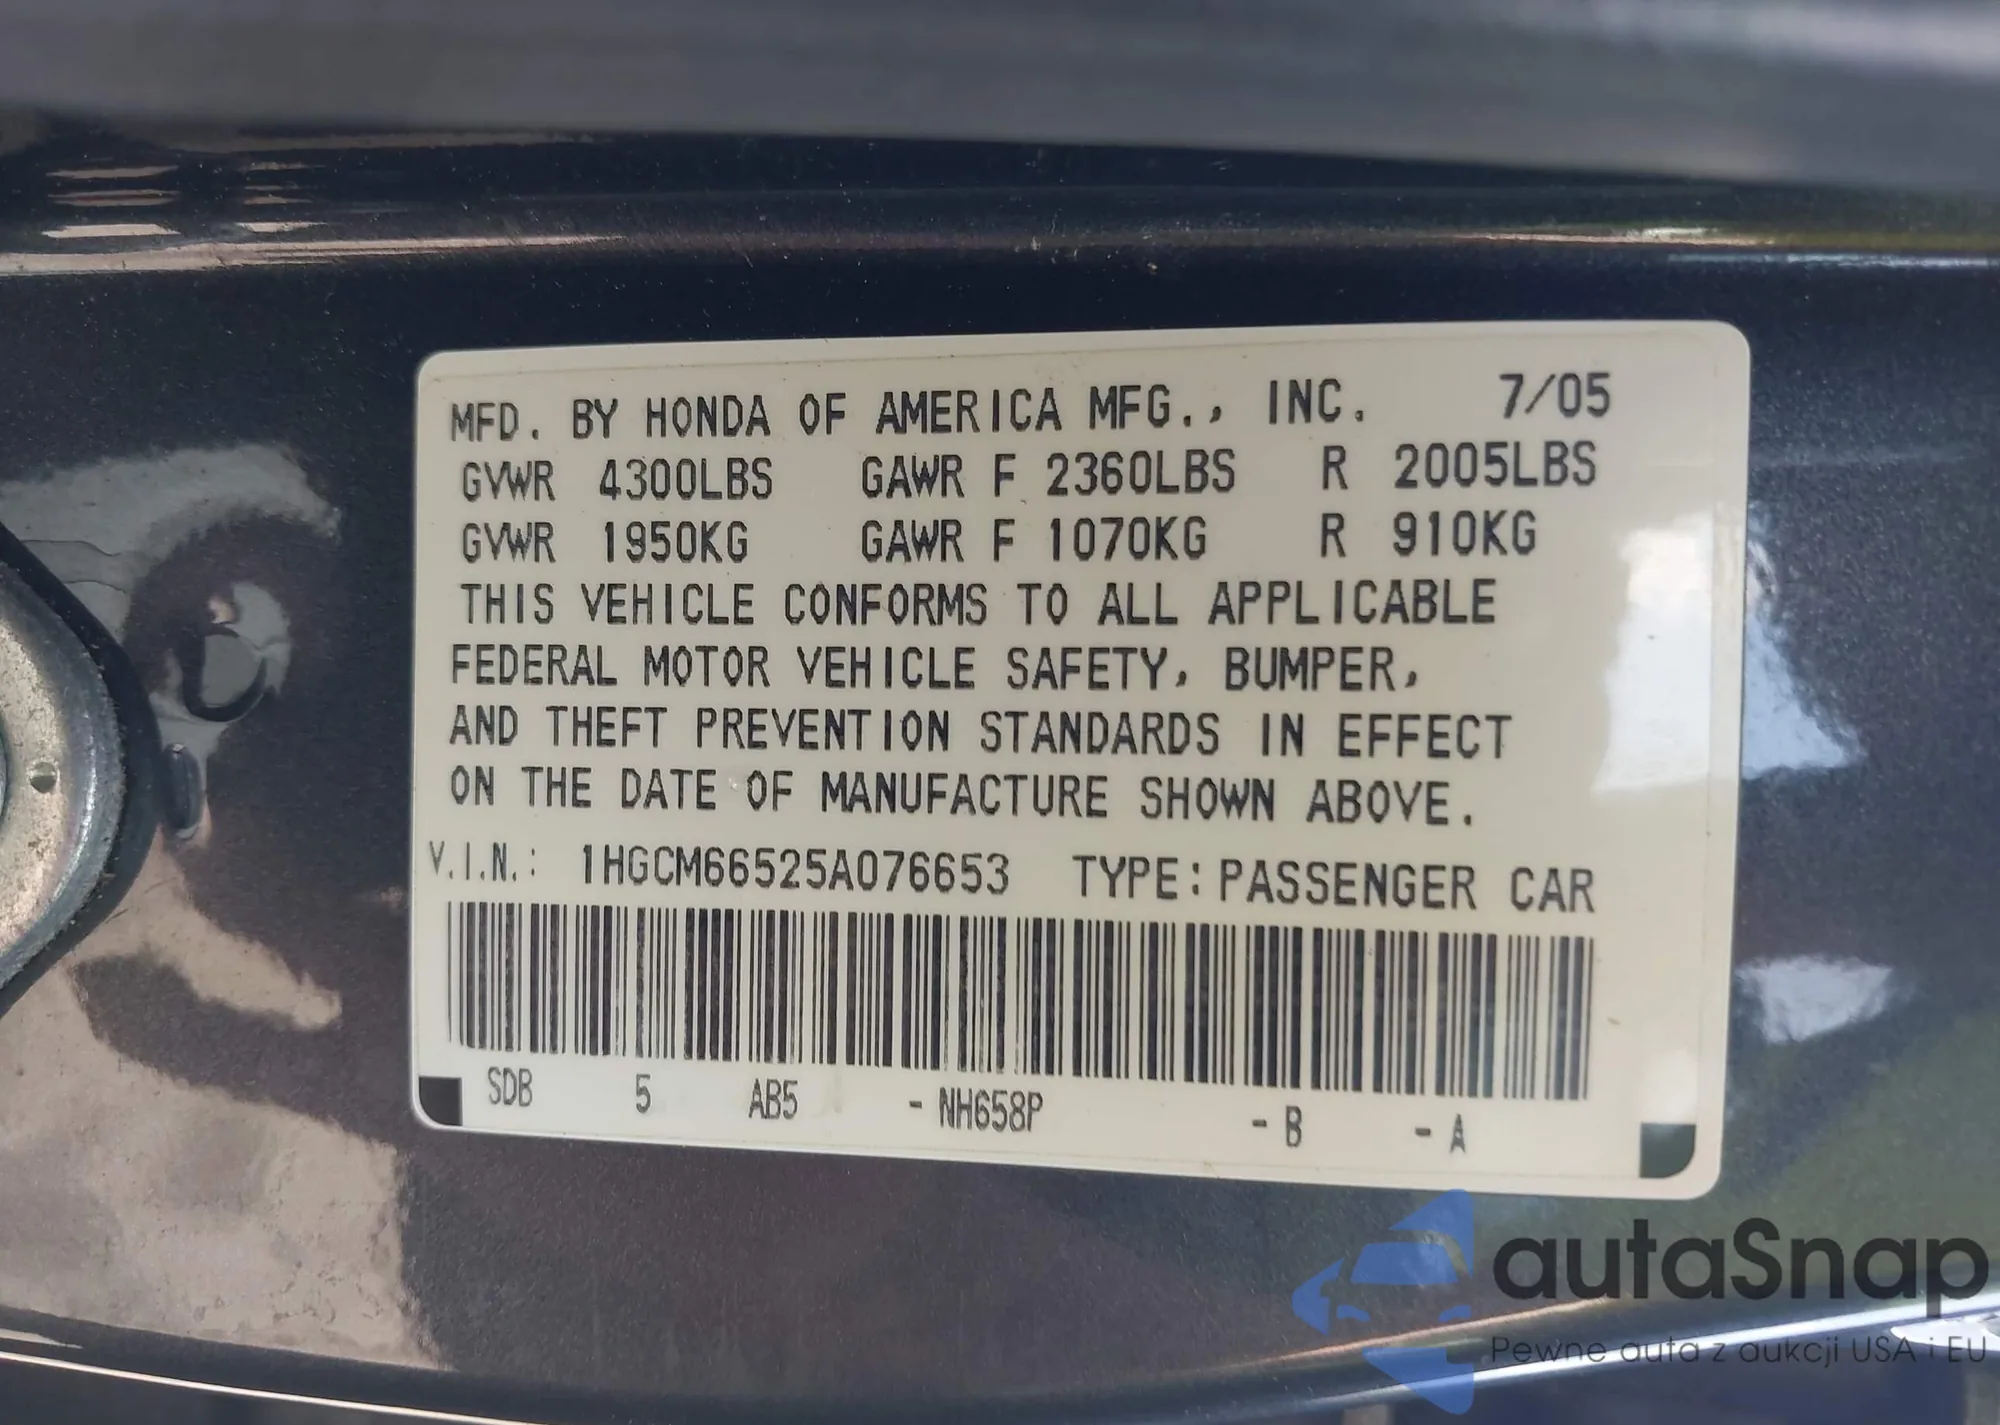 MFD. BY HONDA OF AMERICA MFG., INC. 7/05
GVWR 4300LBS GAWR F 2360LBS R 2005LBS
GVWR 1950KG GAWR F 1070KG R 910KG
THIS VEHICLE CONFORMS TO ALL APPLICABLE
FEDERAL MOTOR VEHICLE SAFETY, BUMPER,
AND THEFT PREVENTION STANDARDS IN EFFECT
ON THE DATE OF MANUFACTURE SHOWN ABOVE.
V.I.N.: 1HGCM66525A076653 TYPE: PASSENGER CAR
SDB 5 AB5 - NH658P - B - A
autaSnap
Pewne auta z aukcji USA i EU